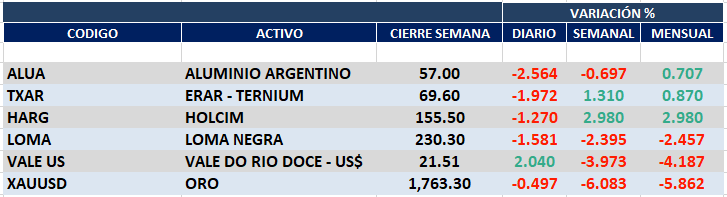 VARIACIÓN %
CODIGO ACTIVO CIERRE SEMANA DIARIO SEMANAL MENSUAL
ALUA ALUMINIO ARGENTINO 57.00 -2.564 -0.697 0.707
TXAR ERAR - TERNIUM 69.60 -1.972 1.310 0.870
HARG HOLCIM 155.50 -1.270 2.980 2.980
LOMA LOMA NEGRA 230.30 -1.581 -2.395 -2.457
VALE US VALE DO RIO DOCE - US$ 21.51 2.040 -3.973 -4.187
XAUUSD ORO 1,763.30 -0.497 -6.083 -5.862